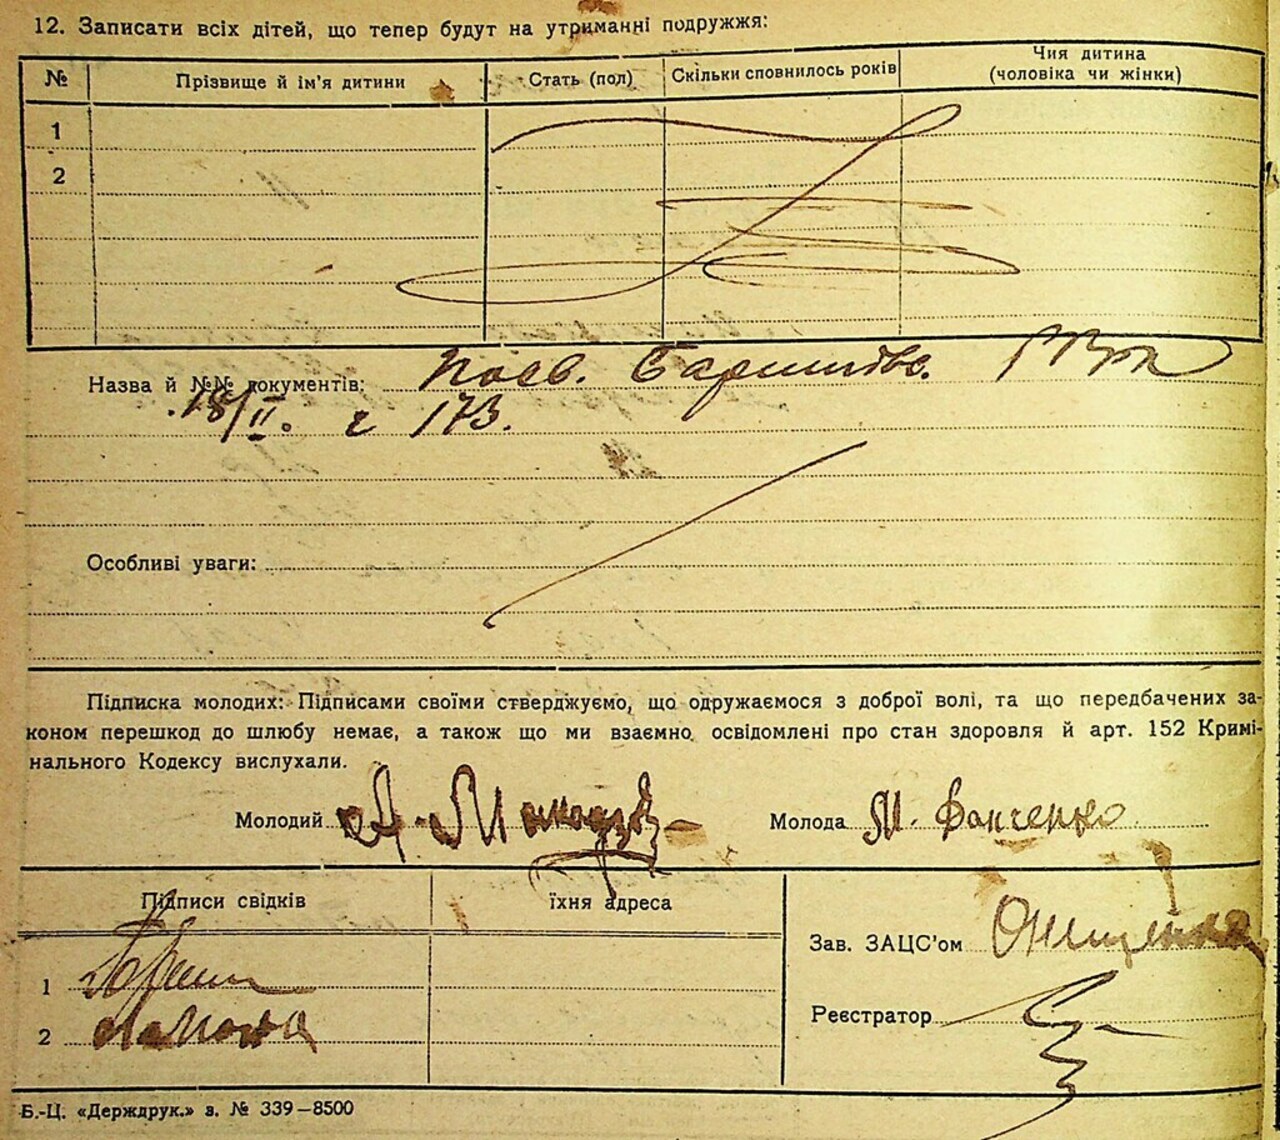 12. Записати всіх дітей, що тепер будут на утриманні подружжя:
№ Прізвище й ім'я дитини Стать (пол) Скільки сповнилось років Чия дитина (чоловіка чи жінки)
1
2
Назва й №№ документів: Посв.
18/II. 173.
Особливі уваги:
Підписка молодих: Підписами своїми стверджуємо, що одружаємося з доброї волі, та що передбачених за-
коном перешкод до шлюбу немає, а також що ми взаємно освідомлені про стан здоровля й арт. 152 Кримі-
нального Кодексу вислухали.
Молодий Молода М. Фанченко
Підписи свідків їхня адреса
Зав. ЗАЦС'ом
1
Реєстратор
2
Б.-Ц. «Держдрук.» з. № 339—8500